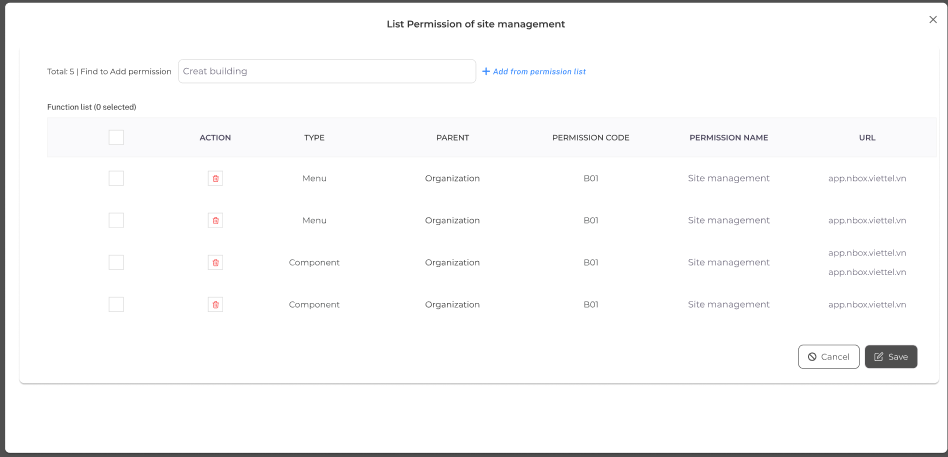 List Permission of site management
Total: 5 | Find to Add permission Creat building + Add from permission list
Function list (0 selected)
ACTION TYPE PARENT PERMISSION CODE PERMISSION NAME URL
Menu Organization B01 Site management app.nbox.viettel.vn
Menu Organization B01 Site management app.nbox.viettel.vn
Component Organization B01 Site management app.nbox.viettel.vn
app.nbox.viettel.vn
Component Organization B01 Site management app.nbox.viettel.vn
Cancel Save